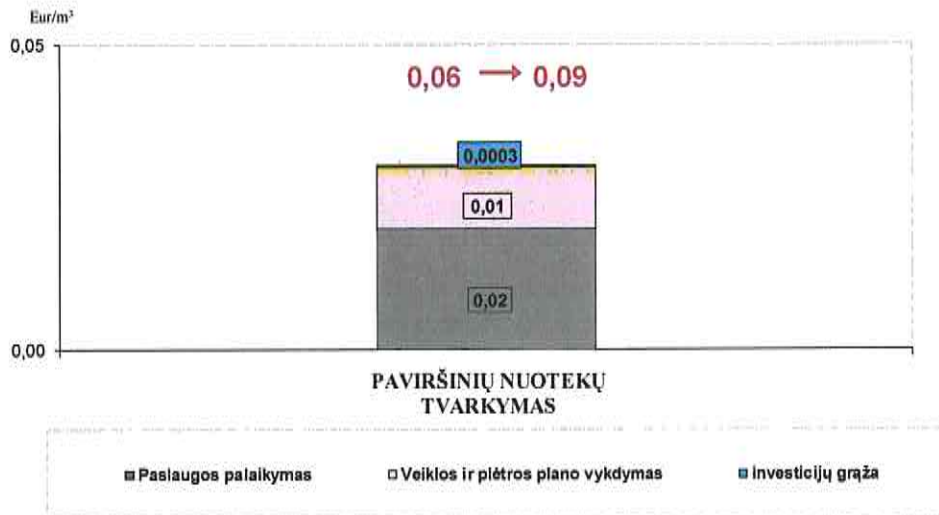 Eur/m³
0,05
0,06 → 0,09
0,0003
0,01
0,02
0,00
PAVIRŠINIŲ NUOTEKŲ
TVARKYMAS
Paslaugos palaikymas Veiklos ir plėtros plano vykdymas Investicijų grąža